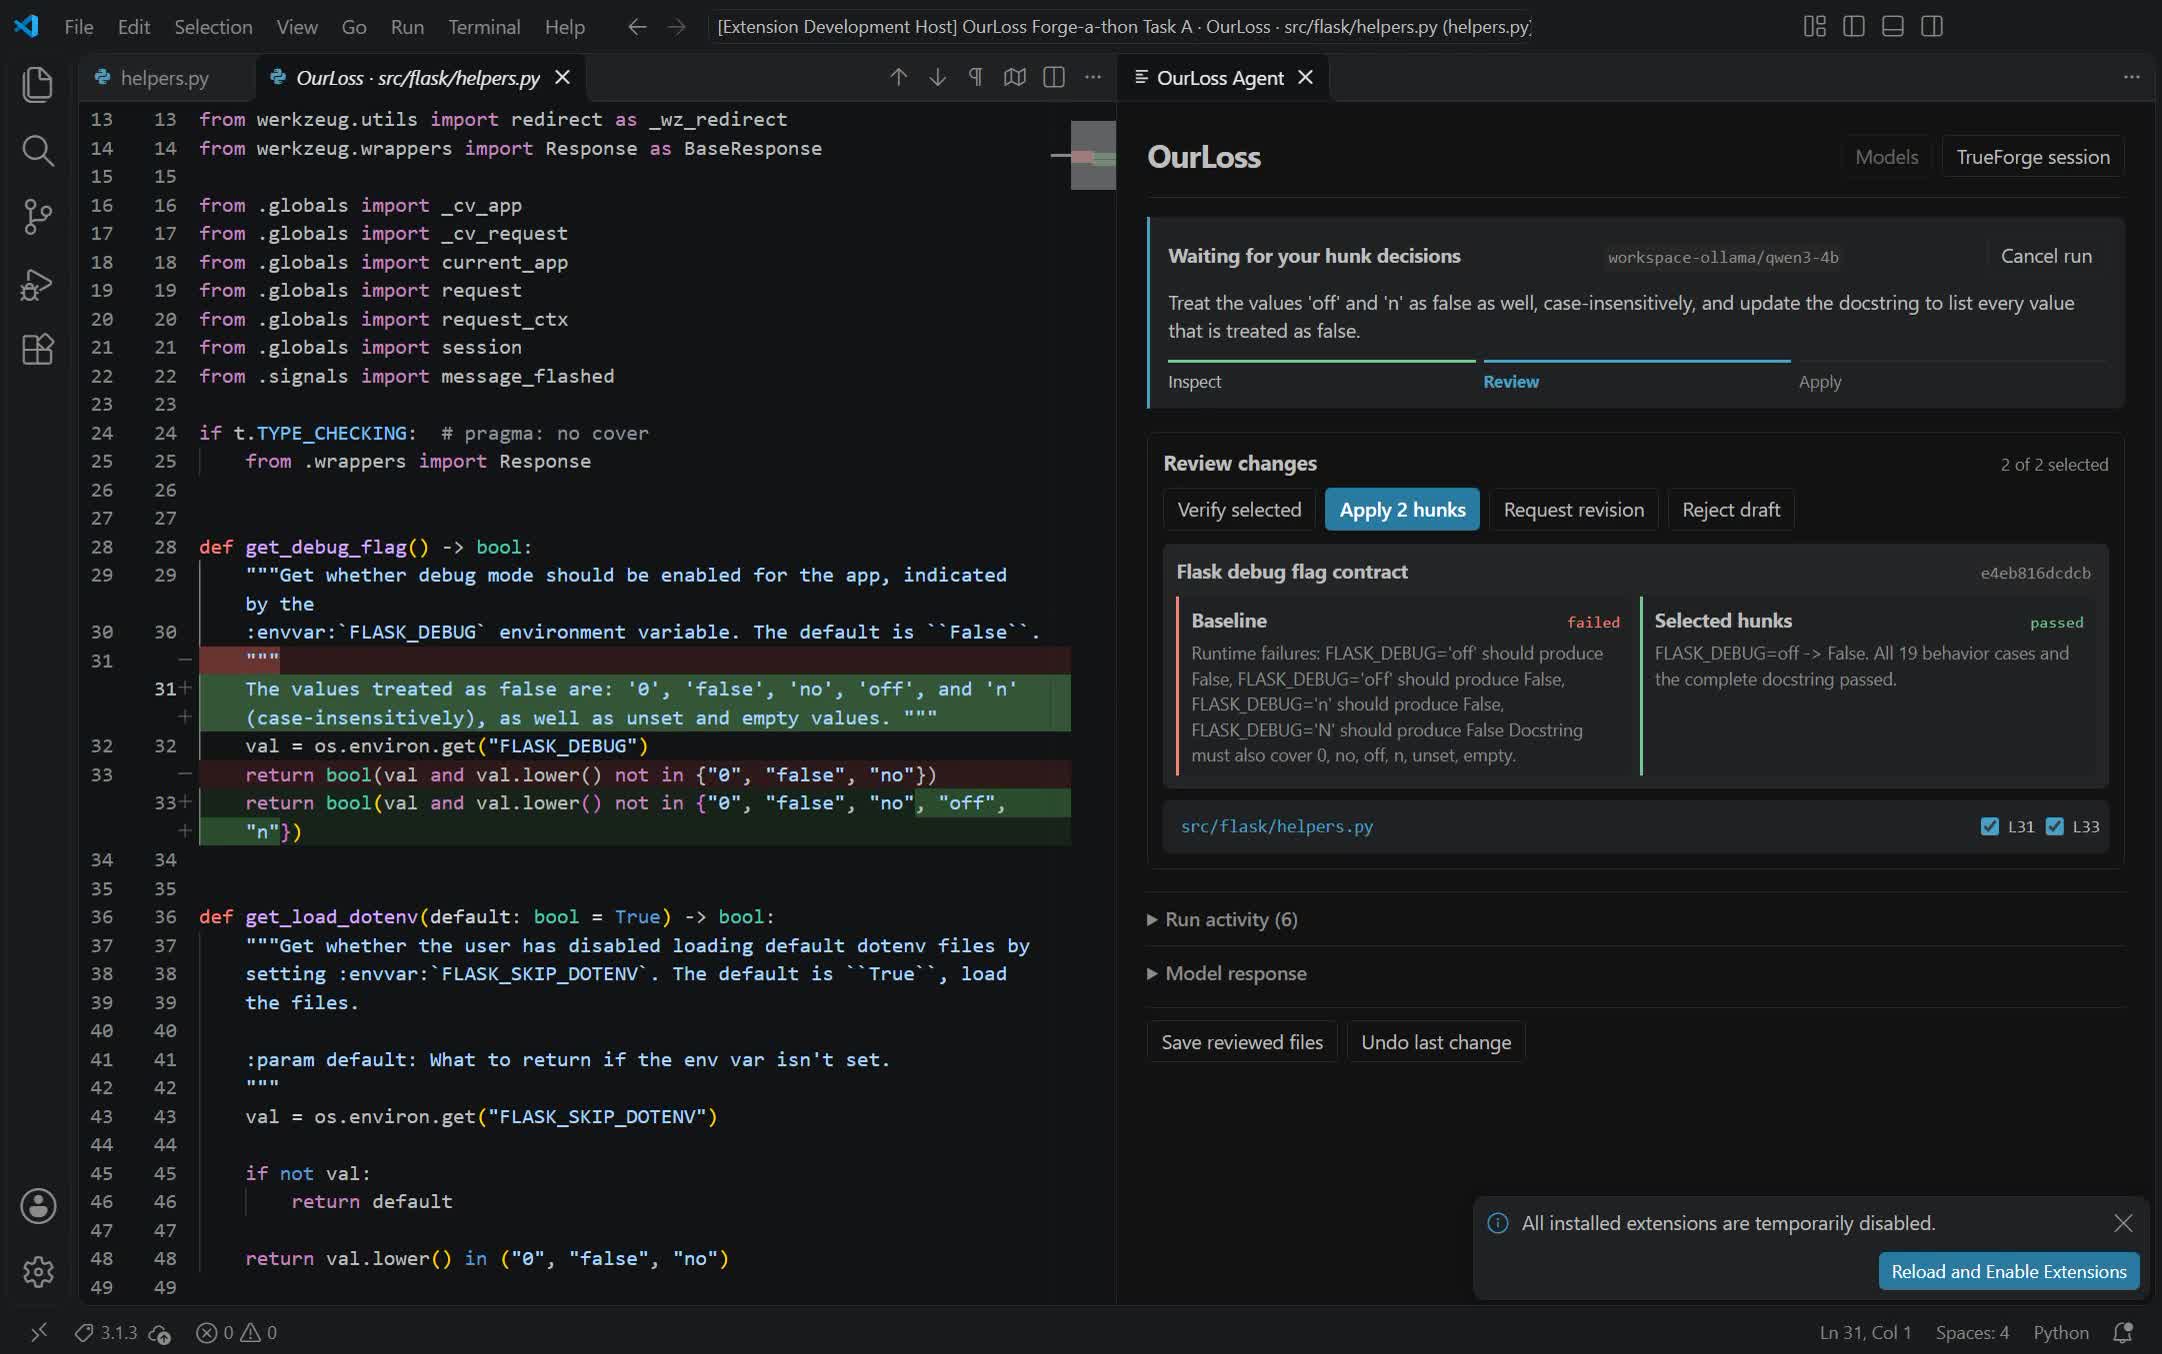 File Edit Selection View Go Run Terminal Help
[Extension Development Host] OurLoss Forge-a-thon Task A · OurLoss · src/flask/helpers.py (helpers.py)
helpers.py
OurLoss · src/flask/helpers.py
13 13 from werkzeug.utils import redirect as _wz_redirect
14 14 from werkzeug.wrappers import Response as BaseResponse
15 15
16 16 from .globals import _cv_app
17 17 from .globals import _cv_request
18 18 from .globals import current_app
19 19 from .globals import request
20 20 from .globals import request_ctx
21 21 from .globals import session
22 22 from .signals import message_flashed
23 23
24 24 if t.TYPE_CHECKING:  # pragma: no cover
25 25     from .wrappers import Response
26 26
27 27
28 28 def get_debug_flag() -> bool:
29 29     """Get whether debug mode should be enabled for the app, indicated
by the
30 30     :envvar:`FLASK_DEBUG` environment variable. The default is ``False``.
31 −     """
31+     The values treated as false are: '0', 'false', 'no', 'off', and 'n'
+     (case-insensitively), as well as unset and empty values. """
32 32     val = os.environ.get("FLASK_DEBUG")
33 −     return bool(val and val.lower() not in {"0", "false", "no"})
33+     return bool(val and val.lower() not in {"0", "false", "no", "off",
+     "n"})
34 34
35 35
36 36 def get_load_dotenv(default: bool = True) -> bool:
37 37     """Get whether the user has disabled loading default dotenv files by
38 38     setting :envvar:`FLASK_SKIP_DOTENV`. The default is ``True``, load
39 39     the files.
40 40
41 41     :param default: What to return if the env var isn't set.
42 42     """
43 43     val = os.environ.get("FLASK_SKIP_DOTENV")
44 44
45 45     if not val:
46 46         return default
47 47
48 48     return val.lower() in ("0", "false", "no")
49 49
OurLoss Agent
OurLoss
Models
TrueForge session
Waiting for your hunk decisions
workspace-ollama/qwen3-4b
Cancel run
Treat the values 'off' and 'n' as false as well, case-insensitively, and update the docstring to list every value
that is treated as false.
Inspect
Review
Apply
Review changes
2 of 2 selected
Verify selected
Apply 2 hunks
Request revision
Reject draft
Flask debug flag contract
e4eb816dcdcb
Baseline
failed
Runtime failures: FLASK_DEBUG='off' should produce
False, FLASK_DEBUG='oFf' should produce False,
FLASK_DEBUG='n' should produce False,
FLASK_DEBUG='N' should produce False Docstring
must also cover 0, no, off, n, unset, empty.
Selected hunks
passed
FLASK_DEBUG=off -> False. All 19 behavior cases and
the complete docstring passed.
src/flask/helpers.py
L31
L33
Run activity (6)
Model response
Save reviewed files
Undo last change
All installed extensions are temporarily disabled.
Reload and Enable Extensions
3.1.3
0 0
Ln 31, Col 1
Spaces: 4
Python